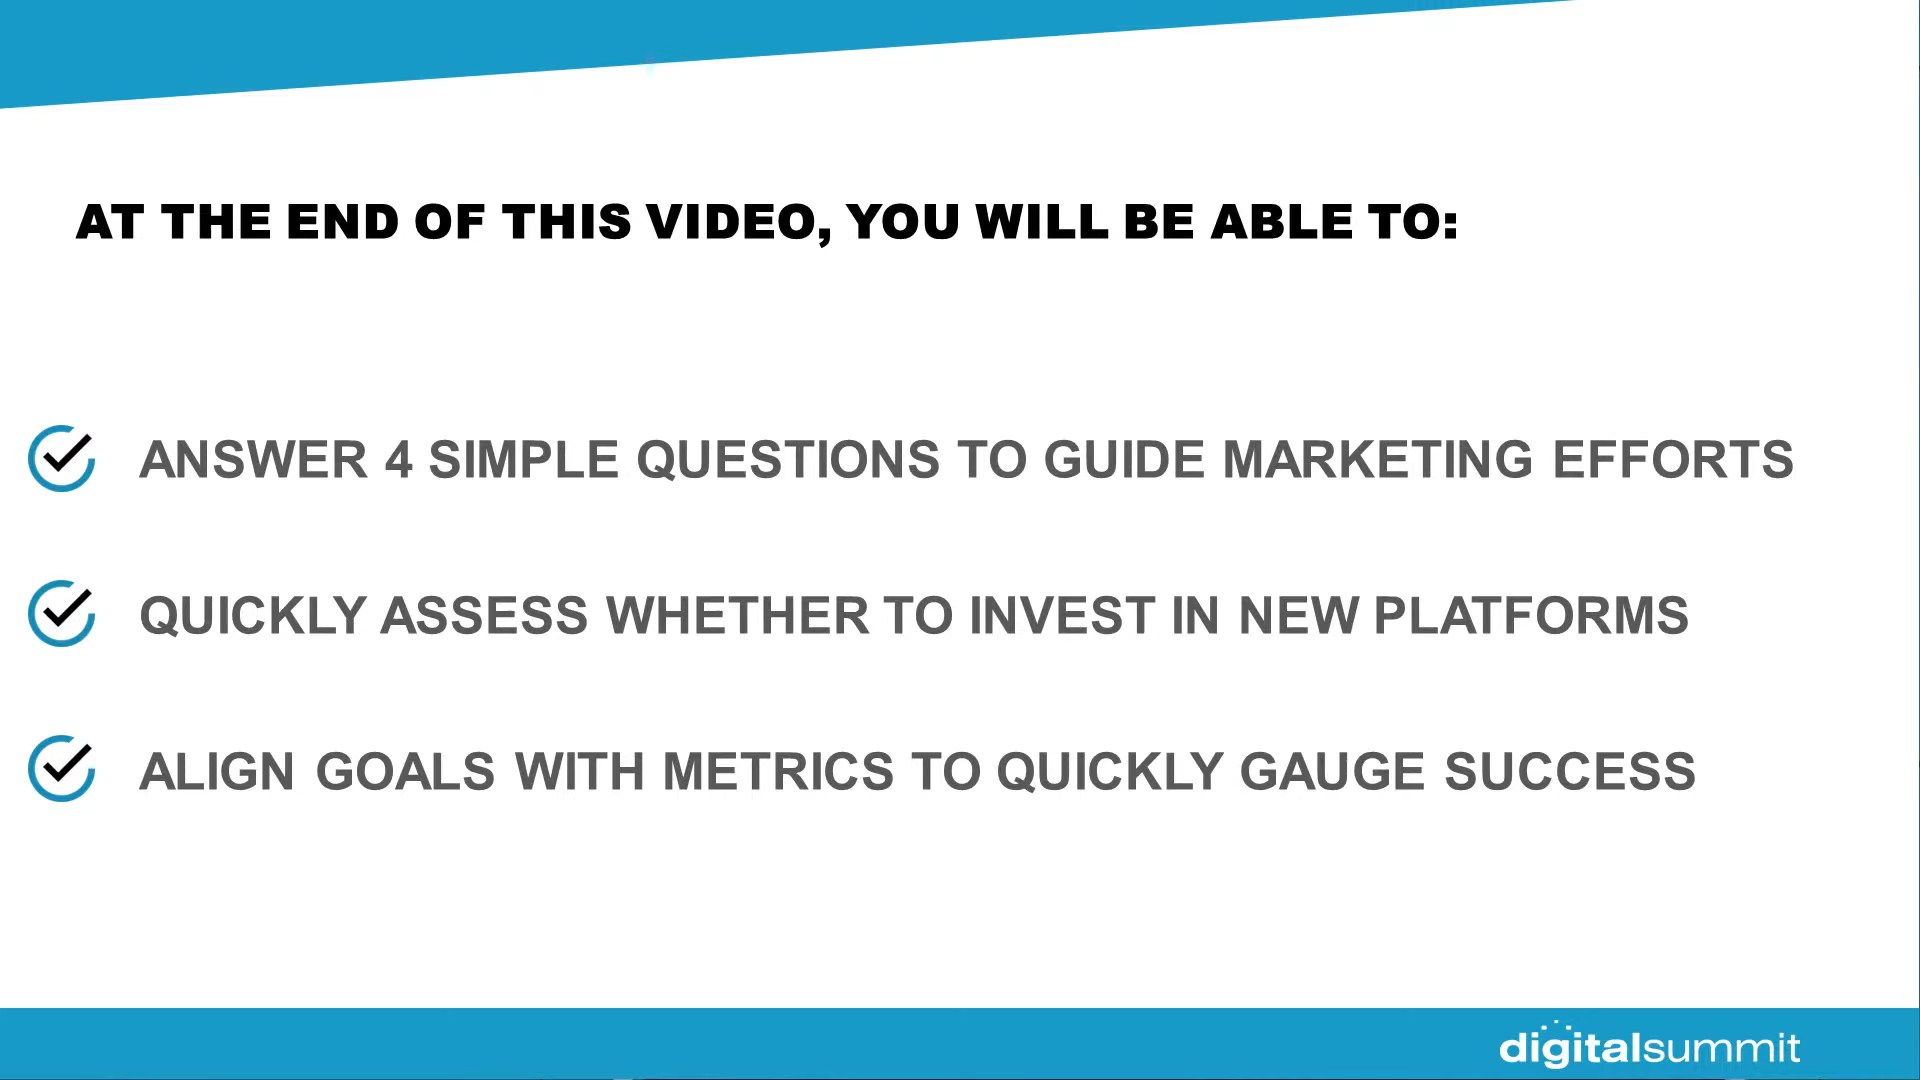 AT THE END OF THIS VIDEO, YOU WILL BE ABLE TO:
ANSWER 4 SIMPLE QUESTIONS TO GUIDE MARKETING EFFORTS
QUICKLY ASSESS WHETHER TO INVEST IN NEW PLATFORMS
ALIGN GOALS WITH METRICS TO QUICKLY GAUGE SUCCESS
digitalsummit